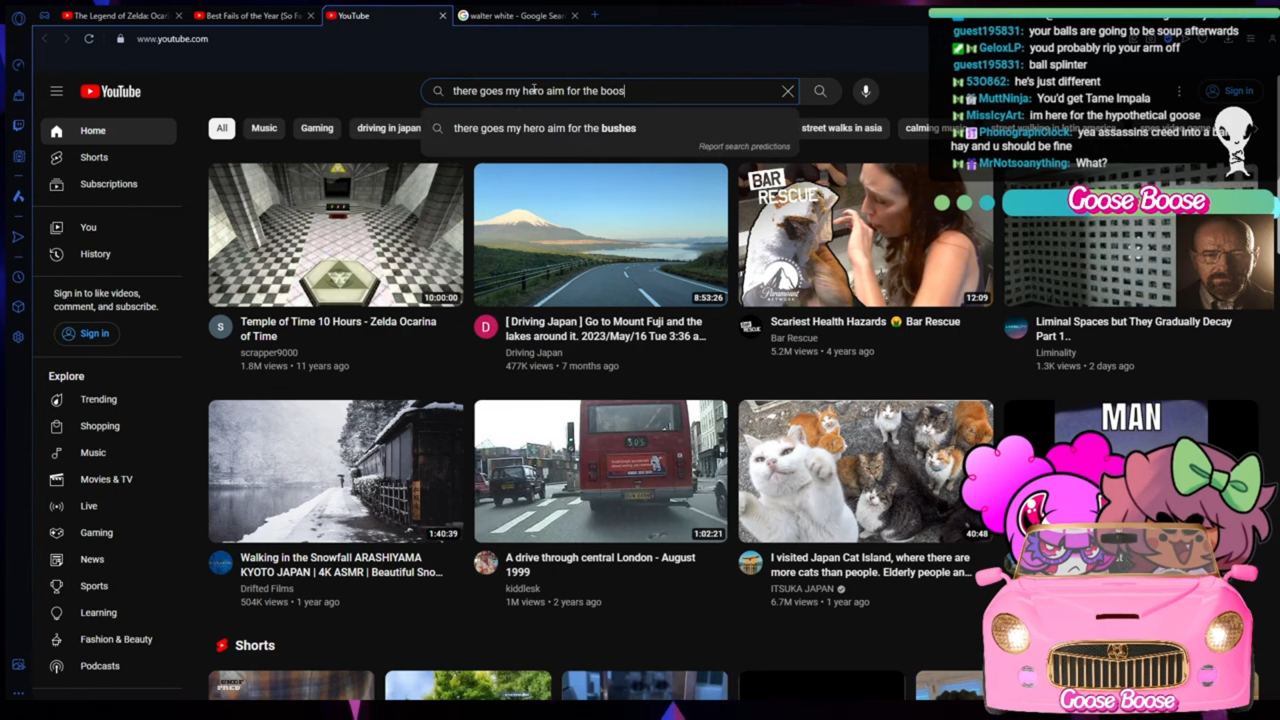 The Legend of Zelda: Ocari
Best Fails of the Year (So F
YouTube
walter white - Google Sear
www.youtube.com
YouTube
there goes my hero aim for the boos
Sign in
there goes my hero aim for the bushes
Report search predictions
Home
Shorts
Subscriptions
You
History
Sign in to like videos,
comment, and subscribe.
Sign in
Explore
Trending
Shopping
Music
Movies & TV
Live
Gaming
News
Sports
Learning
Fashion & Beauty
Podcasts
All
Music
Gaming
driving in japan
street walks in asia
calming music
10:00:00
Temple of Time 10 Hours - Zelda Ocarina
of Time
scrapper9000
1.8M views • 11 years ago
8:53:26
[ Driving Japan ] Go to Mount Fuji and the
lakes around it. 2023/May/16 Tue 3:36 a...
Driving Japan
477K views • 7 months ago
BAR
RESCUE
Paramount
NETWORK
12:09
Scariest Health Hazards 🤮 Bar Rescue
Bar Rescue
5.2M views • 4 years ago
Liminal Spaces but They Gradually Decay
Part 1..
Liminality
1.3K views • 2 days ago
1:40:39
Walking in the Snowfall ARASHIYAMA
KYOTO JAPAN | 4K ASMR | Beautiful Sno...
Drifted Films
504K views • 1 year ago
1:02:21
A drive through central London - August
1999
kiddlesk
1M views • 2 years ago
40:48
I visited Japan Cat Island, where there are
more cats than people. Elderly people an...
ITSUKA JAPAN
6.7M views • 1 year ago
MAN
Shorts
guest195831: your balls are going to be soup afterwards
GeloxLP: youd probably rip your arm off
guest195831: ball splinter
530862: he's just different
MuttNinja: You'd get Tame Impala
MissIcyArt: im here for the hypothetical goose
PhonographClock: yea assassins creed into a bail
hay and u should be fine
MrNotsoanything: What?
Goose Boose
Goose Boose